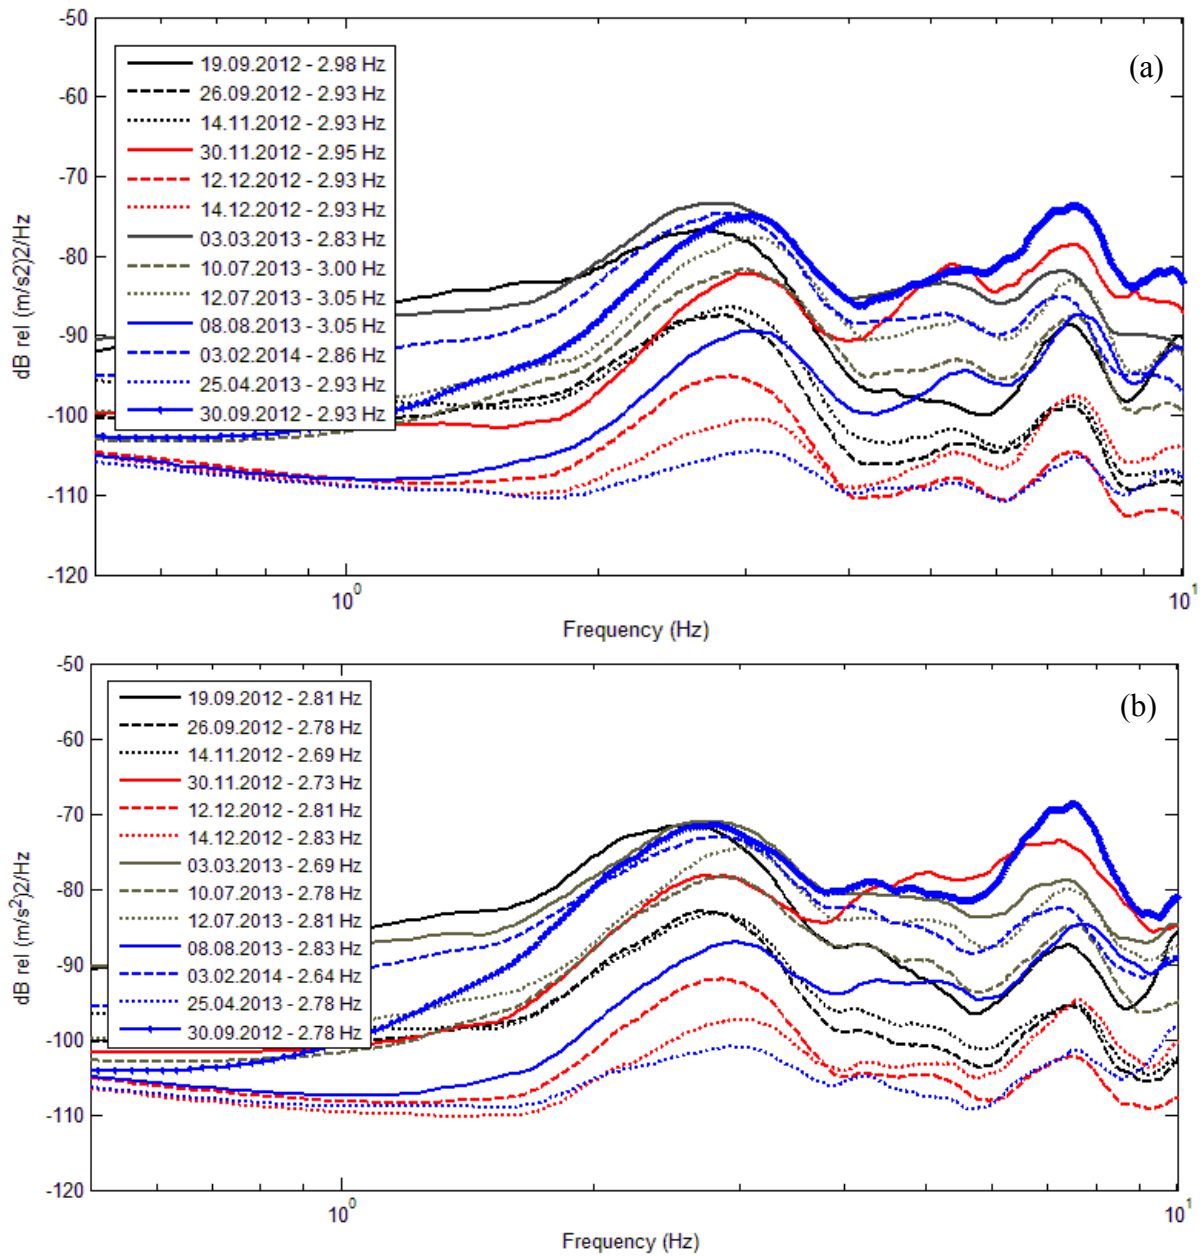 -50
(a)
19.09.2012 - 2.98 Hz
26.09.2012 - 2.93 Hz
14.11.2012 - 2.93 Hz
30.11.2012 - 2.95 Hz
12.12.2012 - 2.93 Hz
14.12.2012 - 2.93 Hz
03.03.2013 - 2.83 Hz
10.07.2013 - 3.00 Hz
12.07.2013 - 3.05 Hz
08.08.2013 - 3.05 Hz
03.02.2014 - 2.86 Hz
25.04.2013 - 2.93 Hz
30.09.2012 - 2.93 Hz
-60
-70
-80
-90
-100
-110
-120
dB rel (m/s2)2/Hz
10^0
10^1
Frequency (Hz)
-50
(b)
19.09.2012 - 2.81 Hz
26.09.2012 - 2.78 Hz
14.11.2012 - 2.69 Hz
30.11.2012 - 2.73 Hz
12.12.2012 - 2.81 Hz
14.12.2012 - 2.83 Hz
03.03.2013 - 2.69 Hz
10.07.2013 - 2.78 Hz
12.07.2013 - 2.81 Hz
08.08.2013 - 2.83 Hz
03.02.2014 - 2.64 Hz
25.04.2013 - 2.78 Hz
30.09.2012 - 2.78 Hz
-60
-70
-80
-90
-100
-110
-120
dB rel (m/s²)2/Hz
10^0
10^1
Frequency (Hz)